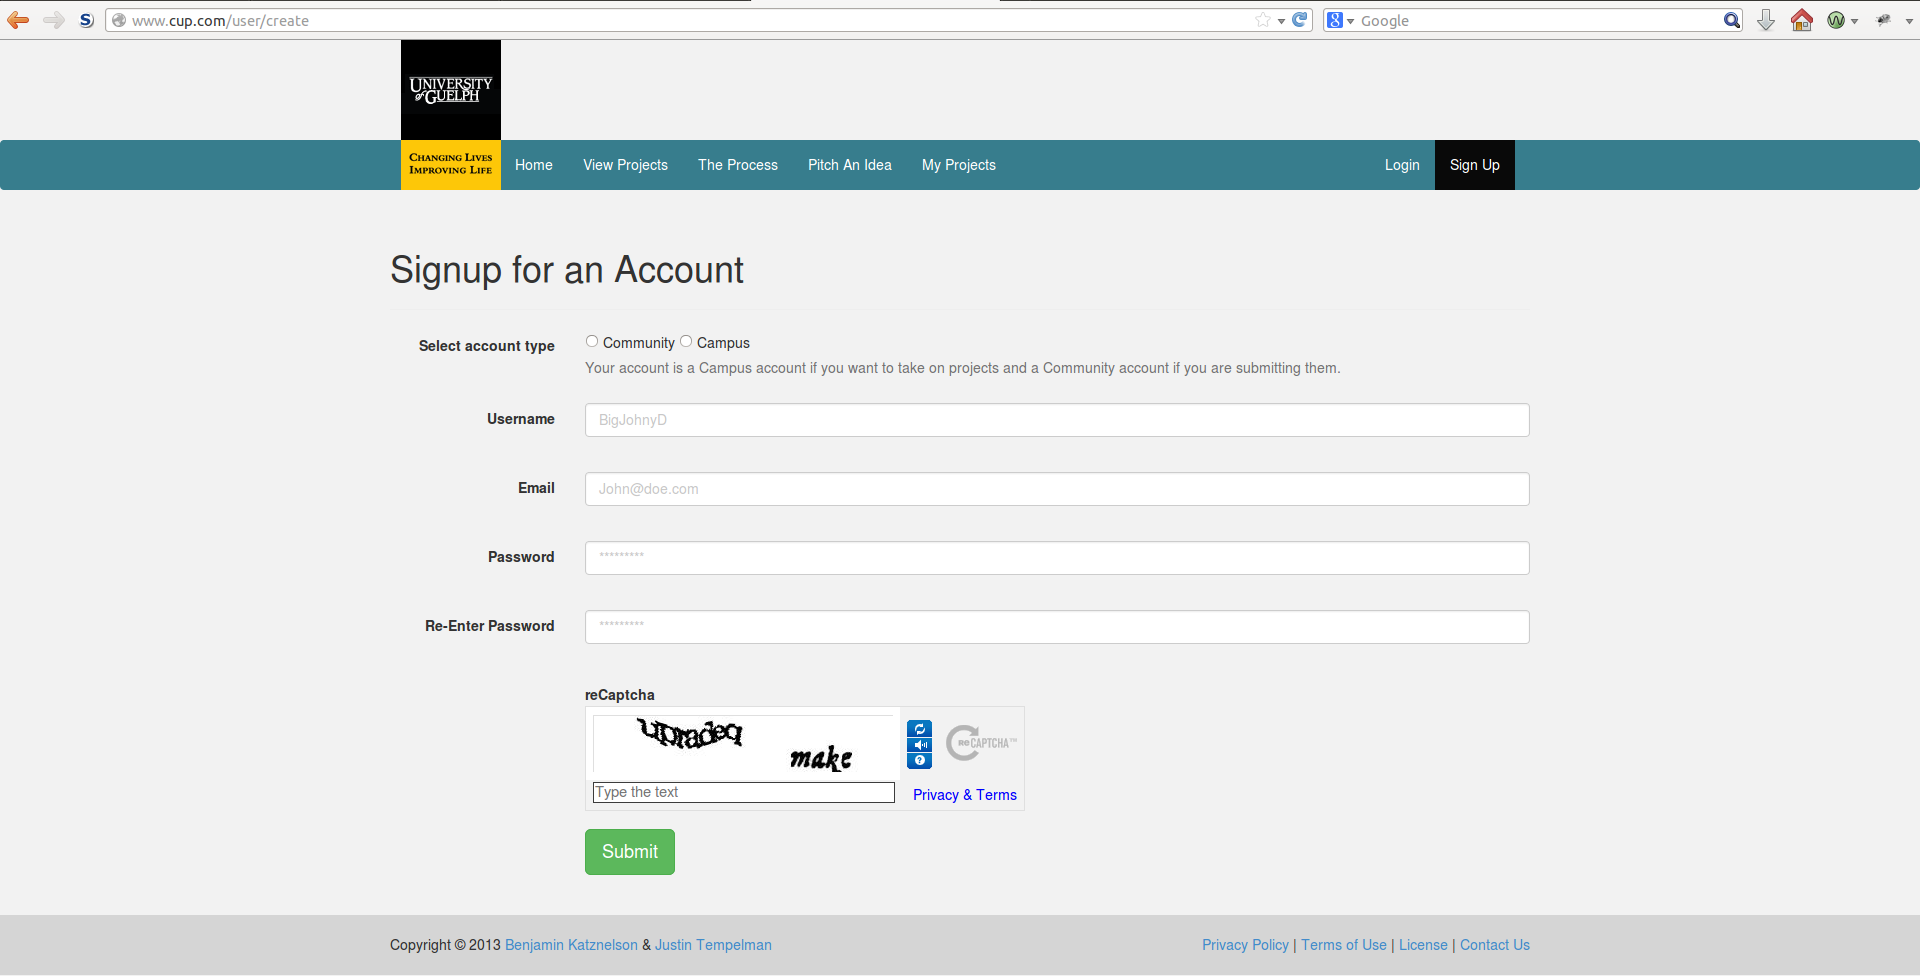 www.cup.com/user/create
Google
UNIVERSITY
of GUELPH
CHANGING LIVES
IMPROVING LIFE
Home View Projects The Process Pitch An Idea My Projects Login Sign Up
Signup for an Account
Select account type Community Campus
Your account is a Campus account if you want to take on projects and a Community account if you are submitting them.
Username BigJohnyD
Email John@doe.com
Password *********
Re-Enter Password *********
reCaptcha
upradeq make
reCAPTCHA™
Type the text
Privacy & Terms
Submit
Copyright © 2013 Benjamin Katznelson & Justin Tempelman Privacy Policy | Terms of Use | License | Contact Us